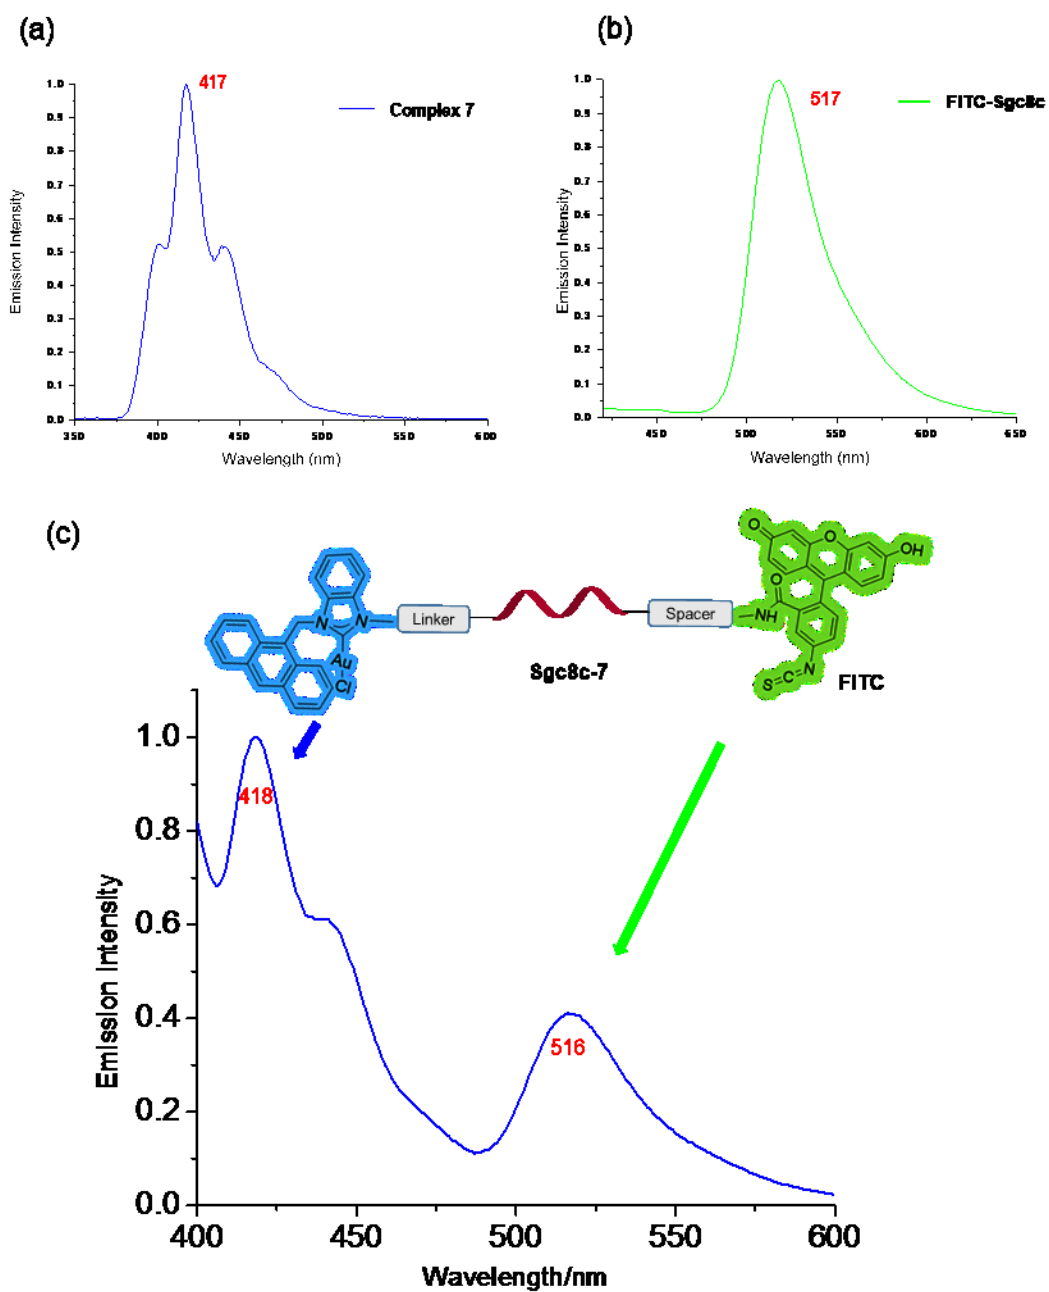 (a)
417
Complex 7
1.0
0.9
0.8
0.7
0.6
0.5
0.4
0.3
0.2
0.1
0.0
Emission Intensity
350 400 450 500 550 600
Wavelength (nm)
(b)
517
FITC-Sgc8c
1.0
0.9
0.8
0.7
0.6
0.5
0.4
0.3
0.2
0.1
0.0
Emission Intensity
450 500 550 600 650
Wavelength (nm)
(c)
N N
Au
Cl
Linker
Sgc8c-7
Spacer
O O OH
O
NH
S=C=N
FITC
1.0
0.8
0.6
0.4
0.2
0.0
418
516
Emission Intensity
400 450 500 550 600
Wavelength/nm